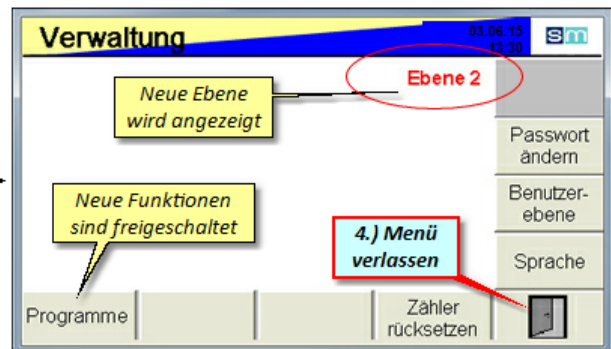 Verwaltung
03.06.15
13:30
sm
Ebene 2
Neue Ebene
wird angezeigt
Passwort
ändern
Neue Funktionen
sind freigeschaltet
Benutzer-
ebene
4.) Menü
verlassen
Sprache
Programme
Zähler
rücksetzen